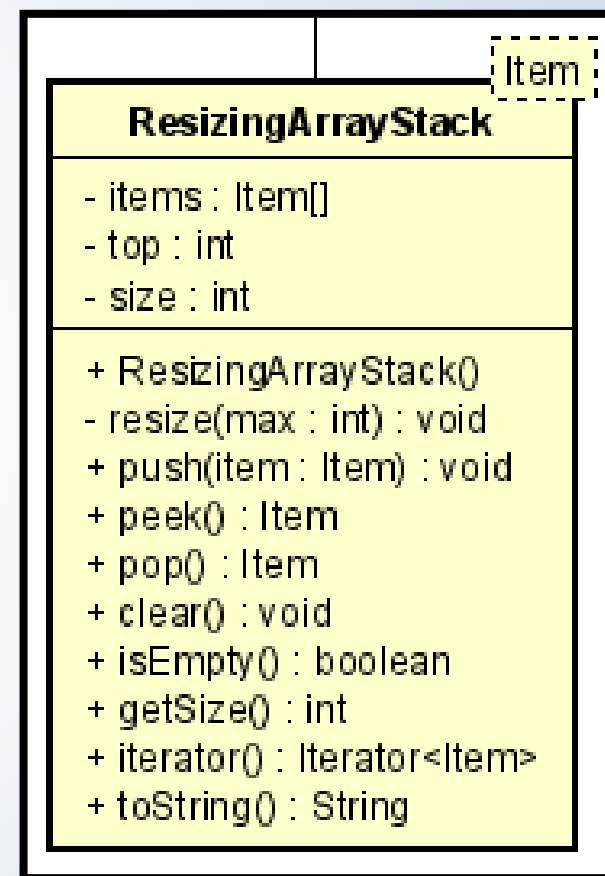 Item
ResizingArrayStack
- items : Item[]
- top : int
- size : int
+ ResizingArrayStack()
- resize(max : int) : void
+ push(item : Item) : void
+ peek() : Item
+ pop() : Item
+ clear() : void
+ isEmpty() : boolean
+ getSize() : int
+ iterator() : Iterator<Item>
+ toString() : String